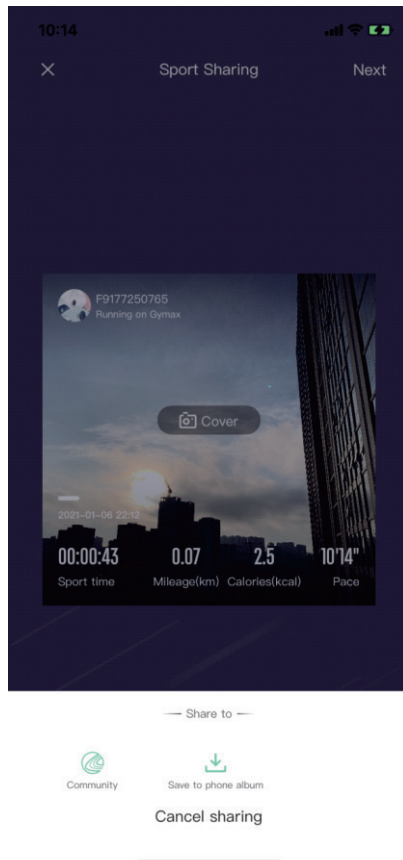 10:14
Sport Sharing
Next
F9177250765
Running on Gymax
Cover
2021-01-06 22:12
00:00:43 0.07 2.5 10'14"
Sport time Mileage(km) Calories(kcal) Pace
Share to
Community Save to phone album
Cancel sharing